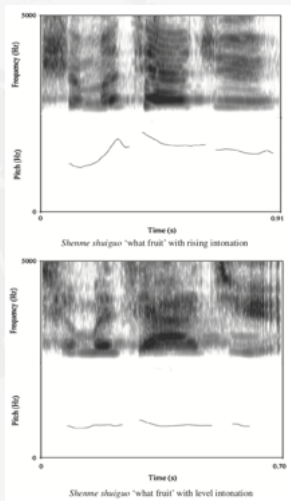 5000
Frequency (Hz)
Pitch (Hz)
0
0.91
Time (s)
Shenme shuiguo ‘what fruit’ with rising intonation
5000
Frequency (Hz)
Pitch (Hz)
0
0
0.70
Time (s)
Shenme shuiguo ‘what fruit’ with level intonation